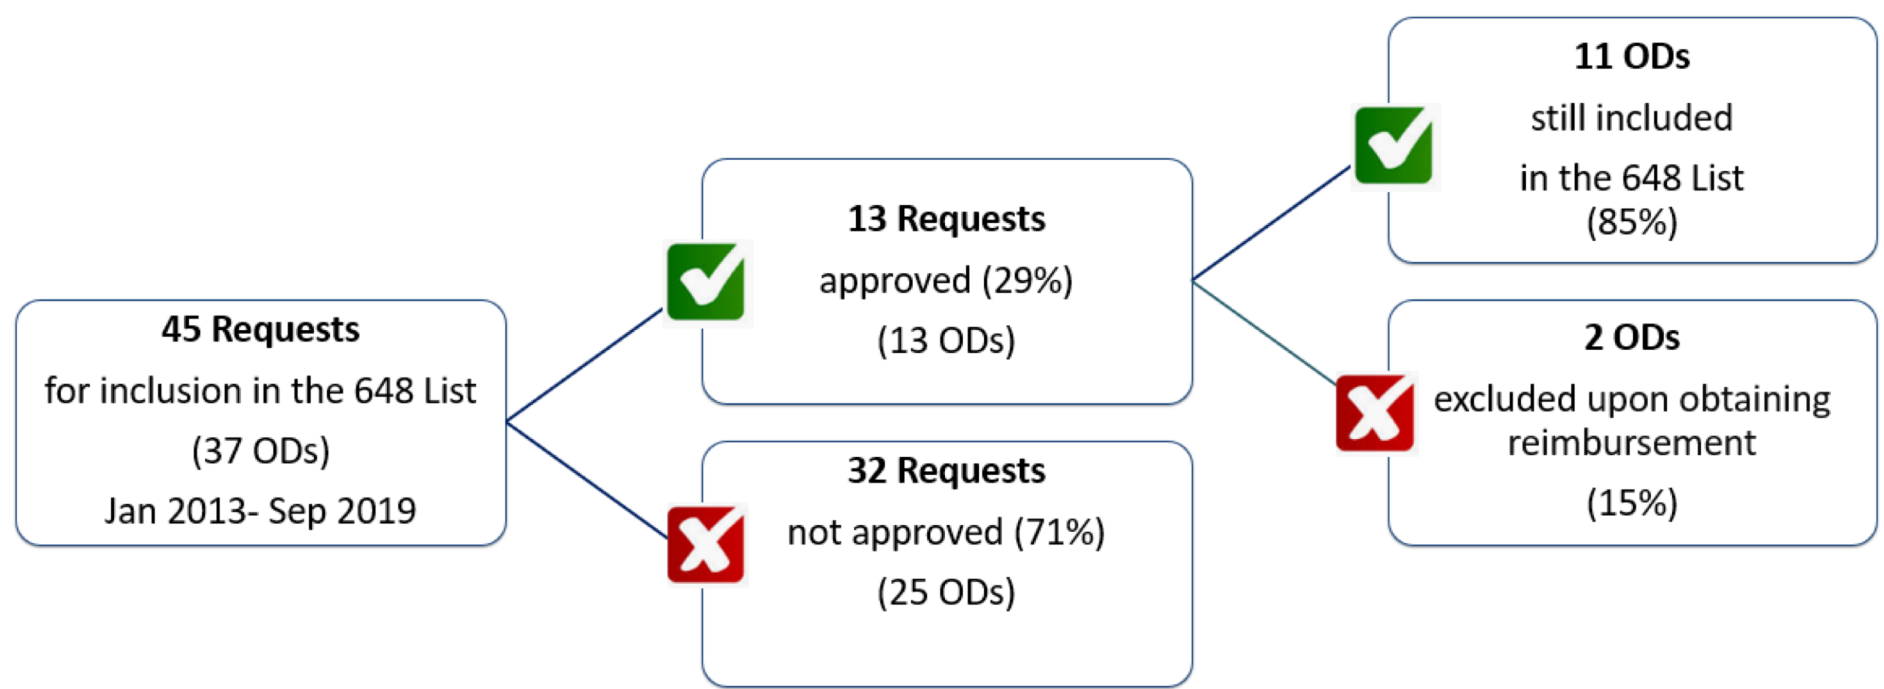 45 Requests
for inclusion in the 648 List
(37 ODs)
Jan 2013- Sep 2019
13 Requests
approved (29%)
(13 ODs)
32 Requests
not approved (71%)
(25 ODs)
11 ODs
still included
in the 648 List
(85%)
2 ODs
excluded upon obtaining
reimbursement
(15%)